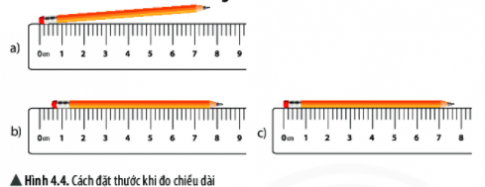 a)
0cm 1 2 3 4 5 6 7 8 9
b)
0cm 1 2 3 4 5 6 7 8 9
c)
0cm 1 2 3 4 5 6 7 8
▲ Hình 4.4. Cách đặt thước khi đo chiều dài